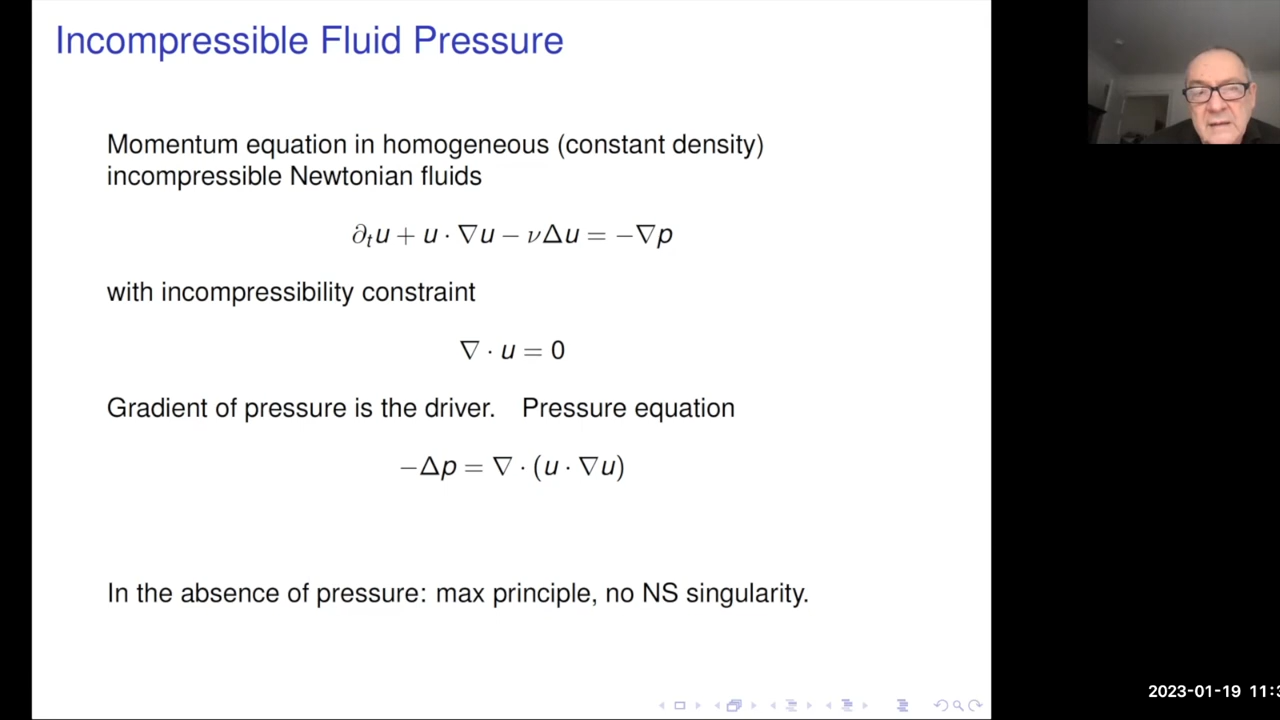 Incompressible Fluid Pressure
Momentum equation in homogeneous (constant density)
incompressible Newtonian fluids
∂ₜu + u · ∇u − νΔu = −∇p
with incompressibility constraint
∇ · u = 0
Gradient of pressure is the driver. Pressure equation
−Δp = ∇ · (u · ∇u)
In the absence of pressure: max principle, no NS singularity.
2023-01-19 11:3